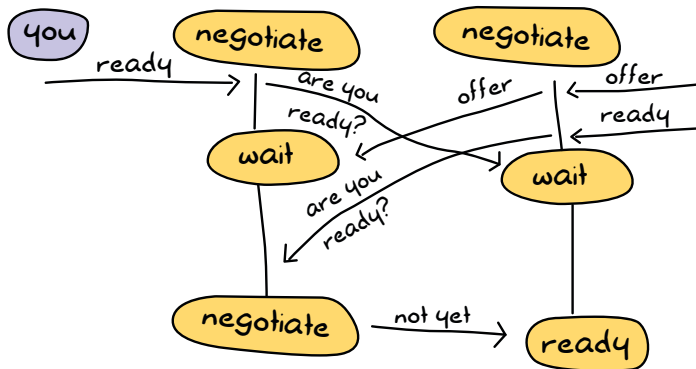 you
negotiate
negotiate
ready
are you
ready?
offer
offer
ready
wait
wait
are you
ready?
negotiate
not yet
ready